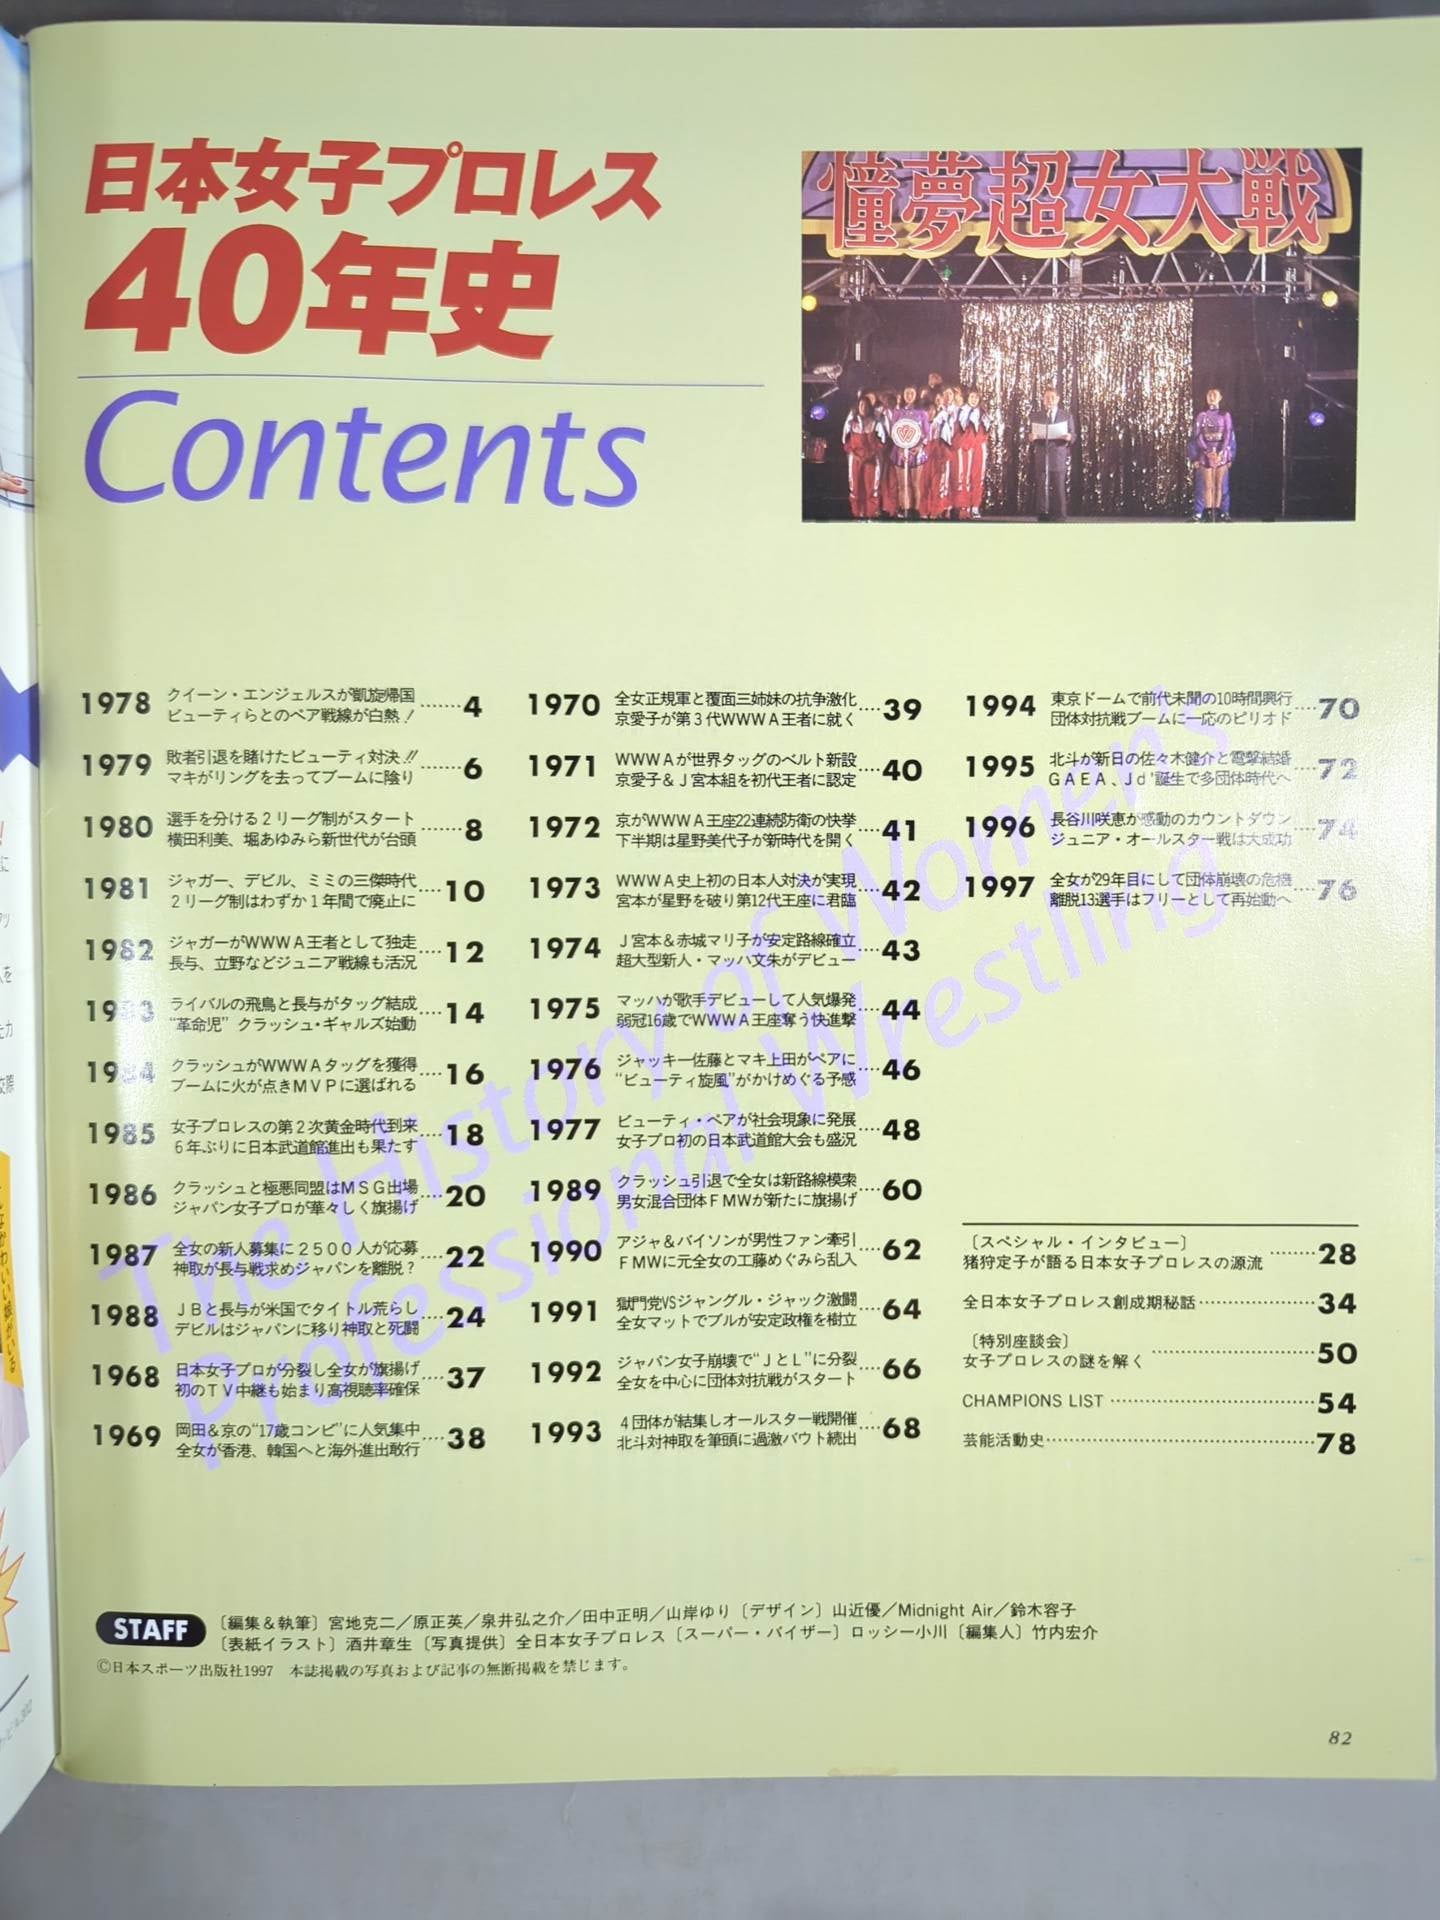 日本女子プロレス
40年史
Contents
憧夢超女大戦
1978 クイーン・エンジェルスが凱旋帰国
ビューティらとのペア戦線が白熱！ ……4
1979 敗者引退を賭けたビューティ対決!!
マキがリングを去ってブームに陰り ……6
1980 選手を分ける2リーグ制がスタート
横田利美、堀あゆみら新世代が台頭 ……8
1981 ジャガー、デビル、ミミの三傑時代
2リーグ制はわずか1年間で廃止に …10
1982 ジャガーがWWWA王者として独走
長与、立野などジュニア戦線も活況 …12
1983 ライバルの飛鳥と長与がタッグ結成
“革命児”クラッシュ・ギャルズ始動 …14
1984 クラッシュがWWWAタッグを獲得
ブームに火が点きMVPに選ばれる …16
1985 女子プロレスの第2次黄金時代到来
6年ぶりに日本武道館進出も果たす …18
1986 クラッシュと極悪同盟はMSG出場
ジャパン女子プロが華々しく旗揚げ …20
1987 全女の新人募集に2500人が応募
神取が長与戦求めジャパンを離脱？ …22
1988 JBと長与が米国でタイトル荒らし
デビルはジャパンに移り神取と死闘 …24
1968 日本女子プロが分裂し全女が旗揚げ
初のTV中継も始まり高視聴率確保 …37
1969 岡田＆京の“17歳コンビ”に人気集中
全女が香港、韓国へと海外進出敢行 …38
1970 全女正規軍と覆面三姉妹の抗争激化
京愛子が第3代WWWA王者に就く …39
1971 WWWAが世界タッグのベルト新設
京愛子＆J宮本組を初代王者に認定 …40
1972 京がWWWA王座22連続防衛の快挙
下半期は星野美代子が新時代を開く …41
1973 WWWA史上初の日本人対決が実現
宮本が星野を破り第12代王座に君臨 …42
1974 J宮本＆赤城マリ子が安定路線確立
超大型新人・マッハ文朱がデビュー …43
1975 マッハが歌手デビューして人気爆発
弱冠16歳でWWWA王座奪う快進撃 …44
1976 ジャッキー佐藤とマキ上田がペアに
“ビューティ旋風”がかけめぐる予感 …46
1977 ビューティ・ペアが社会現象に発展
女子プロ初の日本武道館大会も盛況 …48
1989 クラッシュ引退で全女は新路線模索
男女混合団体FMWが新たに旗揚げ …60
1990 アジャ＆バイソンが男性ファン牽引
FMWに元全女の工藤めぐみら乱入 …62
1991 獄門党VSジャングル・ジャック激闘
全女マットでブルが安定政権を樹立 …64
1992 ジャパン女子崩壊で“JとL”に分裂
全女を中心に団体対抗戦がスタート …66
1993 4団体が結集しオールスター戦開催
北斗対神取を筆頭に過激バウト続出 …68
1994 東京ドームで前代未聞の10時間興行
団体対抗戦ブームに一応のピリオド …70
1995 北斗が新日の佐々木健介と電撃結婚
GAEA、Jd'誕生で多団体時代へ …72
1996 長谷川咲恵が感動のカウントダウン
ジュニア・オールスター戦は大成功 …74
1997 全女が29年目にして団体崩壊の危機
離脱13選手はフリーとして再始動へ …76
〔スペシャル・インタビュー〕
猪狩定子が語る日本女子プロレスの源流 ……28
全日本女子プロレス創成期秘話 ……34
〔特別座談会〕
女子プロレスの謎を解く ……50
CHAMPIONS LIST ……54
芸能活動史 ……78
The History of Women's
Professional Wrestling
STAFF 〔編集＆執筆〕宮地克二／原正英／泉井弘之介／田中正明／山岸ゆり〔デザイン〕山近優／Midnight Air／鈴木容子
〔表紙イラスト〕酒井章生〔写真提供〕全日本女子プロレス〔スーパー・バイザー〕ロッシー小川〔編集人〕竹内宏介
©日本スポーツ出版社1997　本誌掲載の写真および記事の無断掲載を禁じます。
82